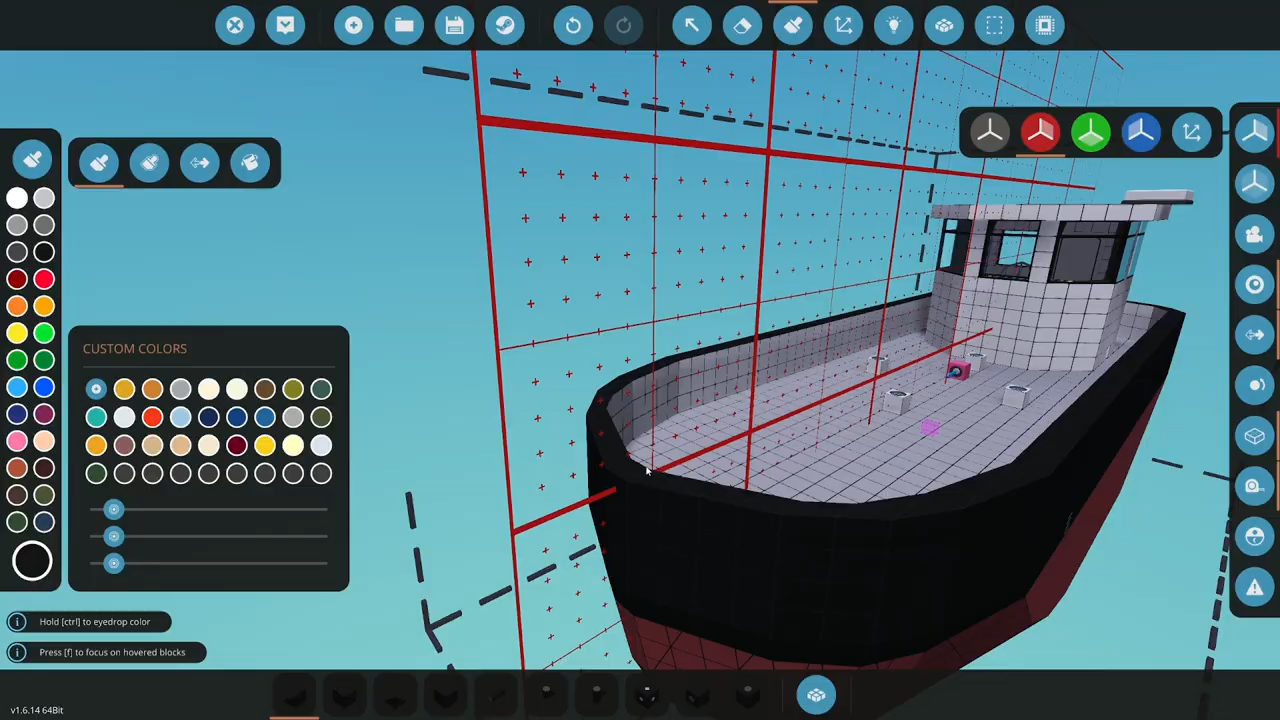 CUSTOM COLORS
Hold [ctrl] to eyedrop color
Press [f] to focus on hovered blocks
v1.6.14 64Bit